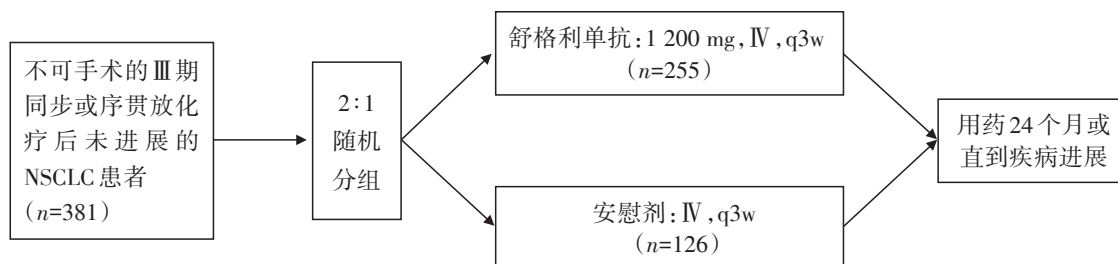 不可手术的Ⅲ期
同步或序贯放化
疗后未进展的
NSCLC患者
（n=381）
2∶1
随机
分组
舒格利单抗：1 200 mg，Ⅳ，q3w
（n=255）
安慰剂：Ⅳ，q3w
（n=126）
用药24个月或
直到疾病进展